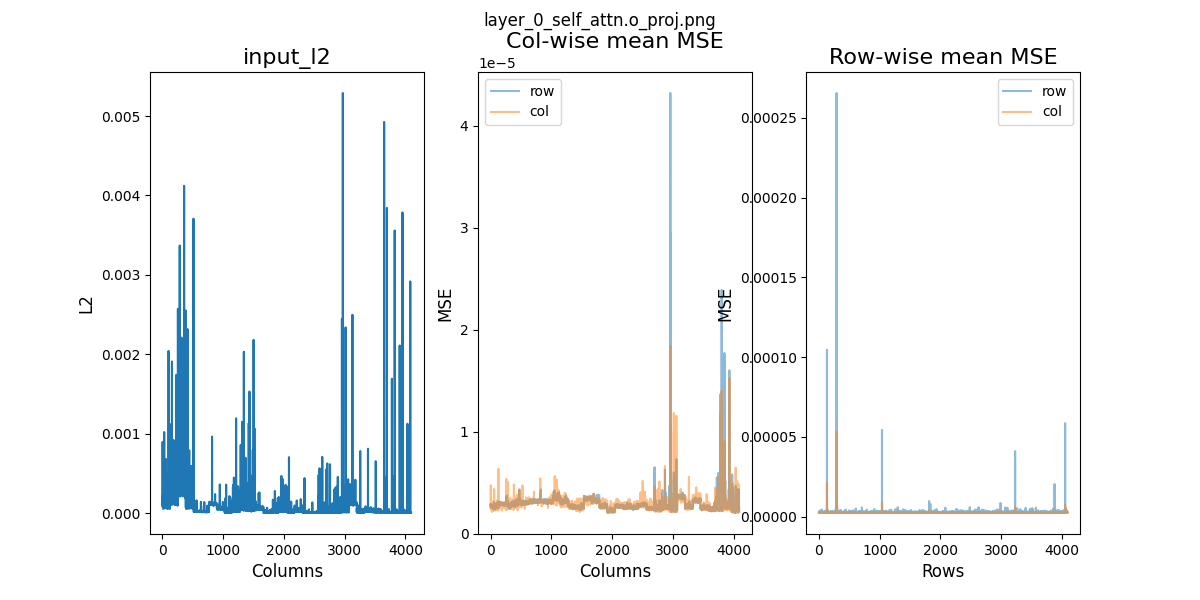 layer_0_self_attn.o_proj.png
input_l2
L2
0.005
0.004
0.003
0.002
0.001
0.000
0 1000 2000 3000 4000
Columns
Col-wise mean MSE
1e−5
row
col
MSE
4
3
2
1
0
0 1000 2000 3000 4000
Columns
Row-wise mean MSE
row
col
MSE
0.00025
0.00020
0.00015
0.00010
0.00005
0.00000
0 1000 2000 3000 4000
Rows